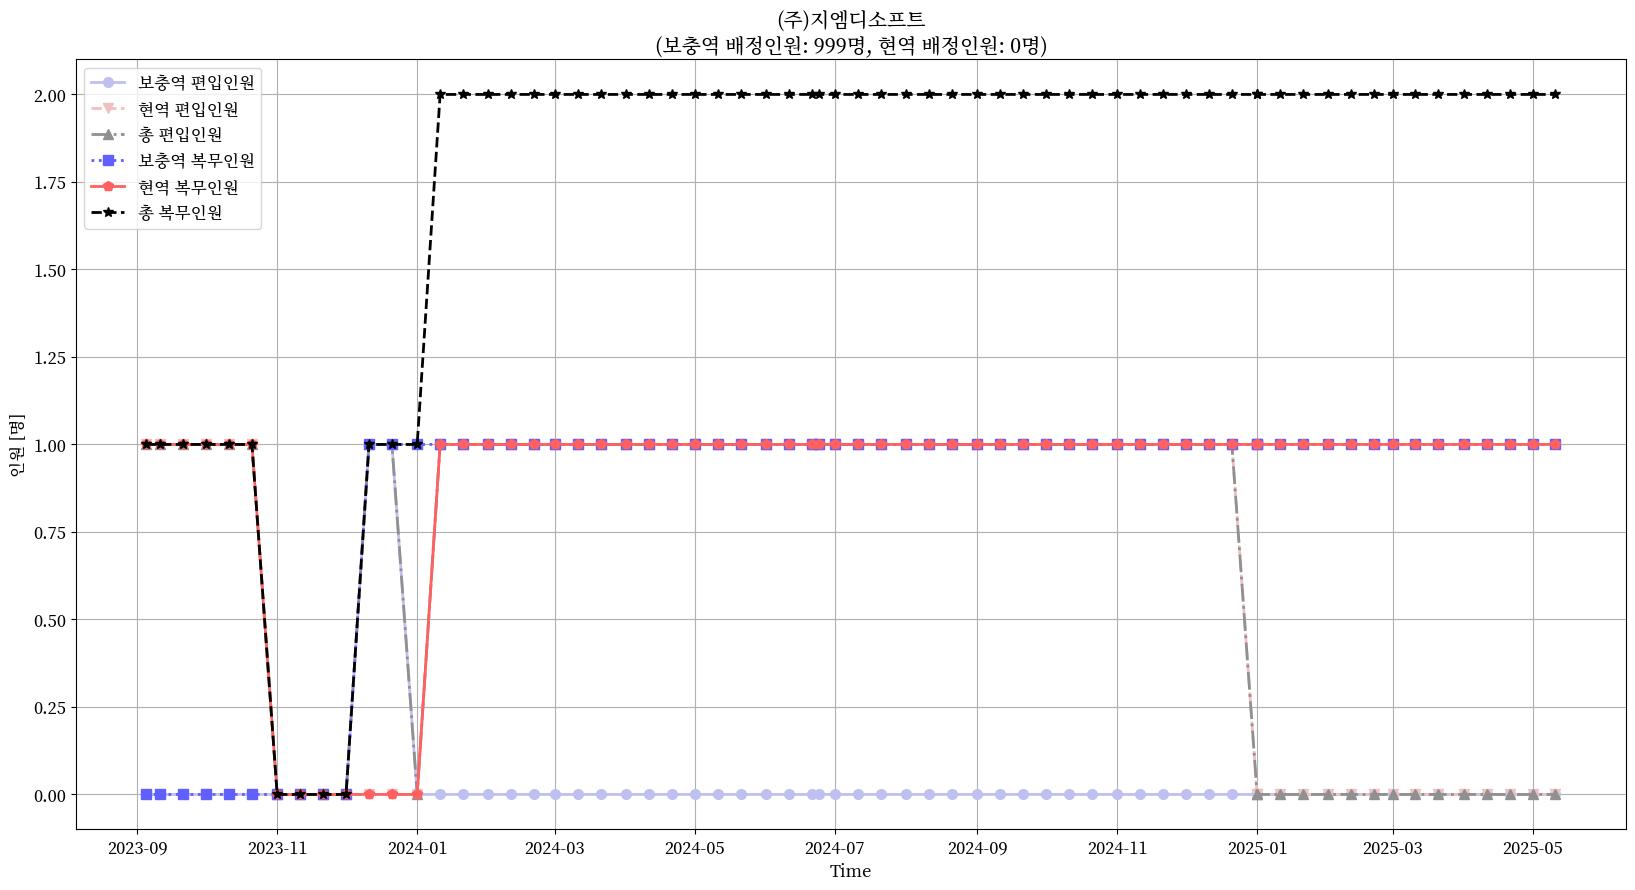 (주)지엠디소프트
(보충역 배정인원: 999명, 현역 배정인원: 0명)
보충역 편입인원
현역 편입인원
총 편입인원
보충역 복무인원
현역 복무인원
총 복무인원
2.00
1.75
1.50
1.25
1.00
0.75
0.50
0.25
0.00
인원 [명]
2023-09 2023-11 2024-01 2024-03 2024-05 2024-07 2024-09 2024-11 2025-01 2025-03 2025-05
Time